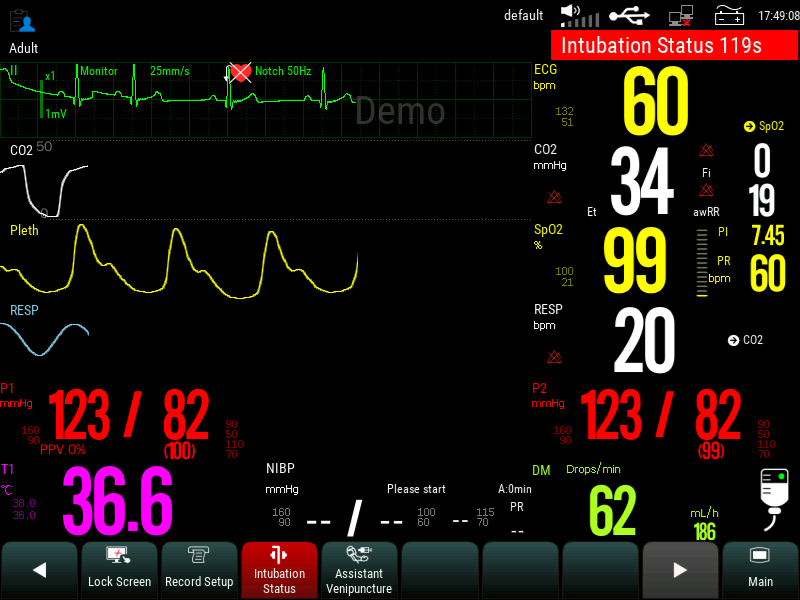 default
17:49:08
Adult
Intubation Status 119s
II
x1
Monitor
25mm/s
Notch 50Hz
1mV
Demo
ECG
bpm
132
51
60
SpO2
CO2
50
0
CO2
mmHg
Et
34
Fi
0
awRR
19
Pleth
SpO2
%
100
21
99
PI
7.45
PR
bpm
60
RESP
RESP
bpm
20
CO2
P1
mmHg
160
90
123 / 82
(100)
PPV 0%
90
50
110
70
P2
mmHg
160
90
123 / 82
(99)
90
50
110
70
T1
°C
38.0
36.0
36.6
NIBP
mmHg
160
90
-- / --
Please start
100
60
--
A:0min
PR
115
70
--
DM
Drops/min
62
mL/h
186
Lock Screen
Record Setup
Intubation
Status
Assistant
Venipuncture
Main